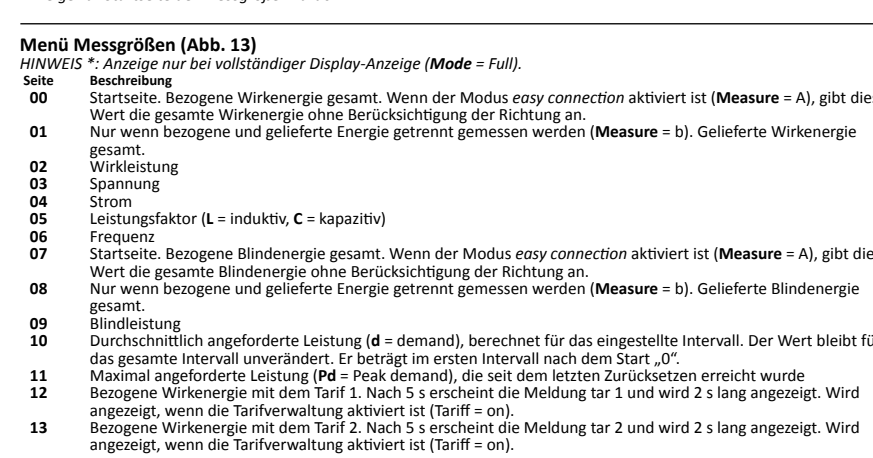 Menü Messgrößen (Abb. 13)
HINWEIS *: Anzeige nur bei vollständiger Display-Anzeige (Mode = Full).
Seite Beschreibung
00 Startseite. Bezogene Wirkenergie gesamt. Wenn der Modus easy connection aktiviert ist (Measure = A), gibt
Wert die gesamte Wirkenergie ohne Berücksichtigung der Richtung an.
01 Nur wenn bezogene und gelieferte Energie getrennt gemessen werden (Measure = b). Gelieferte Wirkenergie
gesamt.
02 Wirkleistung
03 Spannung
04 Strom
05 Leistungsfaktor (L = induktiv, C = kapazitiv)
06 Frequenz
07 Startseite. Bezogene Blindenergie gesamt. Wenn der Modus easy connection aktiviert ist (Measure = A), gibt
Wert die gesamte Blindenergie ohne Berücksichtigung der Richtung an.
08 Nur wenn bezogene und gelieferte Energie getrennt gemessen werden (Measure = b). Gelieferte Blindenergie
gesamt.
09 Blindleistung
10 Durchschnittlich angeforderte Leistung (d = demand), berechnet für das eingestellte Intervall. Der Wert bleibt
das gesamte Intervall unverändert. Er beträgt im ersten Intervall nach dem Start „0“.
11 Maximal angeforderte Leistung (Pd = Peak demand), die seit dem letzten Zurücksetzen erreicht wurde
12 Bezogene Wirkenergie mit dem Tarif 1. Nach 5 s erscheint die Meldung tar 1 und wird 2 s lang angezeigt. Wird
angezeigt, wenn die Tarifverwaltung aktiviert ist (Tariff = on).
13 Bezogene Wirkenergie mit dem Tarif 2. Nach 5 s erscheint die Meldung tar 2 und wird 2 s lang angezeigt. Wird
angezeigt, wenn die Tarifverwaltung aktiviert ist (Tariff = on).